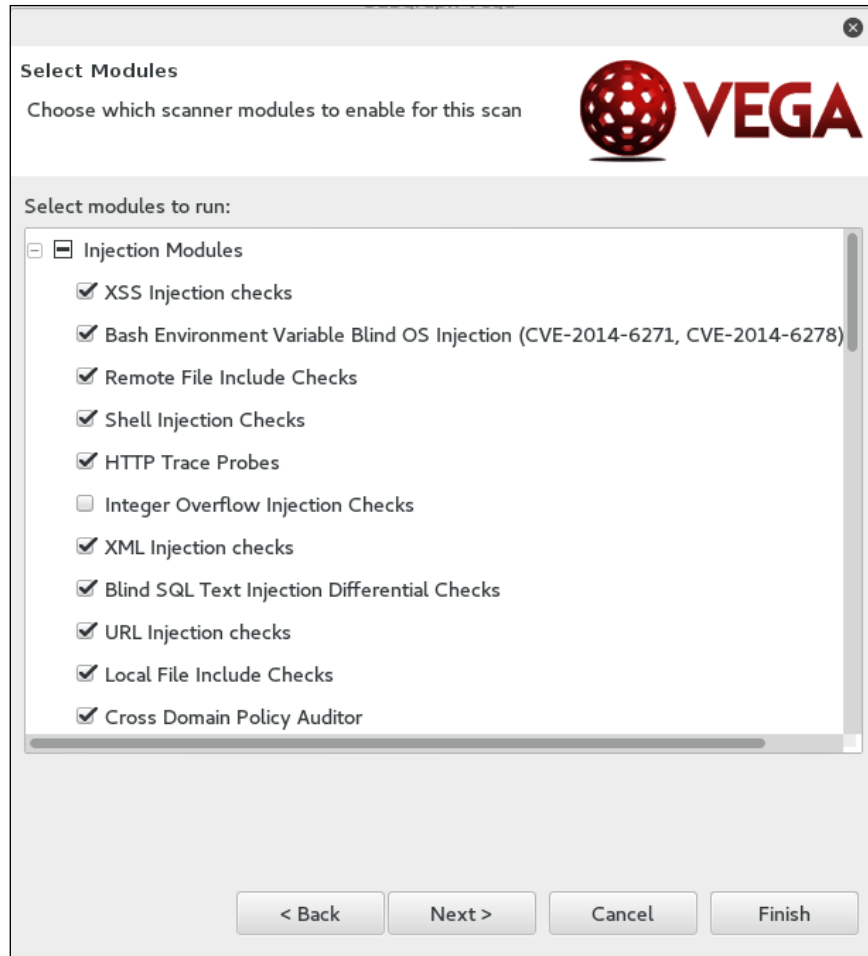 Select Modules
Choose which scanner modules to enable for this scan
VEGA
Select modules to run:
Injection Modules
XSS Injection checks
Bash Environment Variable Blind OS Injection (CVE-2014-6271, CVE-2014-6278)
Remote File Include Checks
Shell Injection Checks
HTTP Trace Probes
Integer Overflow Injection Checks
XML Injection checks
Blind SQL Text Injection Differential Checks
URL Injection checks
Local File Include Checks
Cross Domain Policy Auditor
< Back
Next >
Cancel
Finish